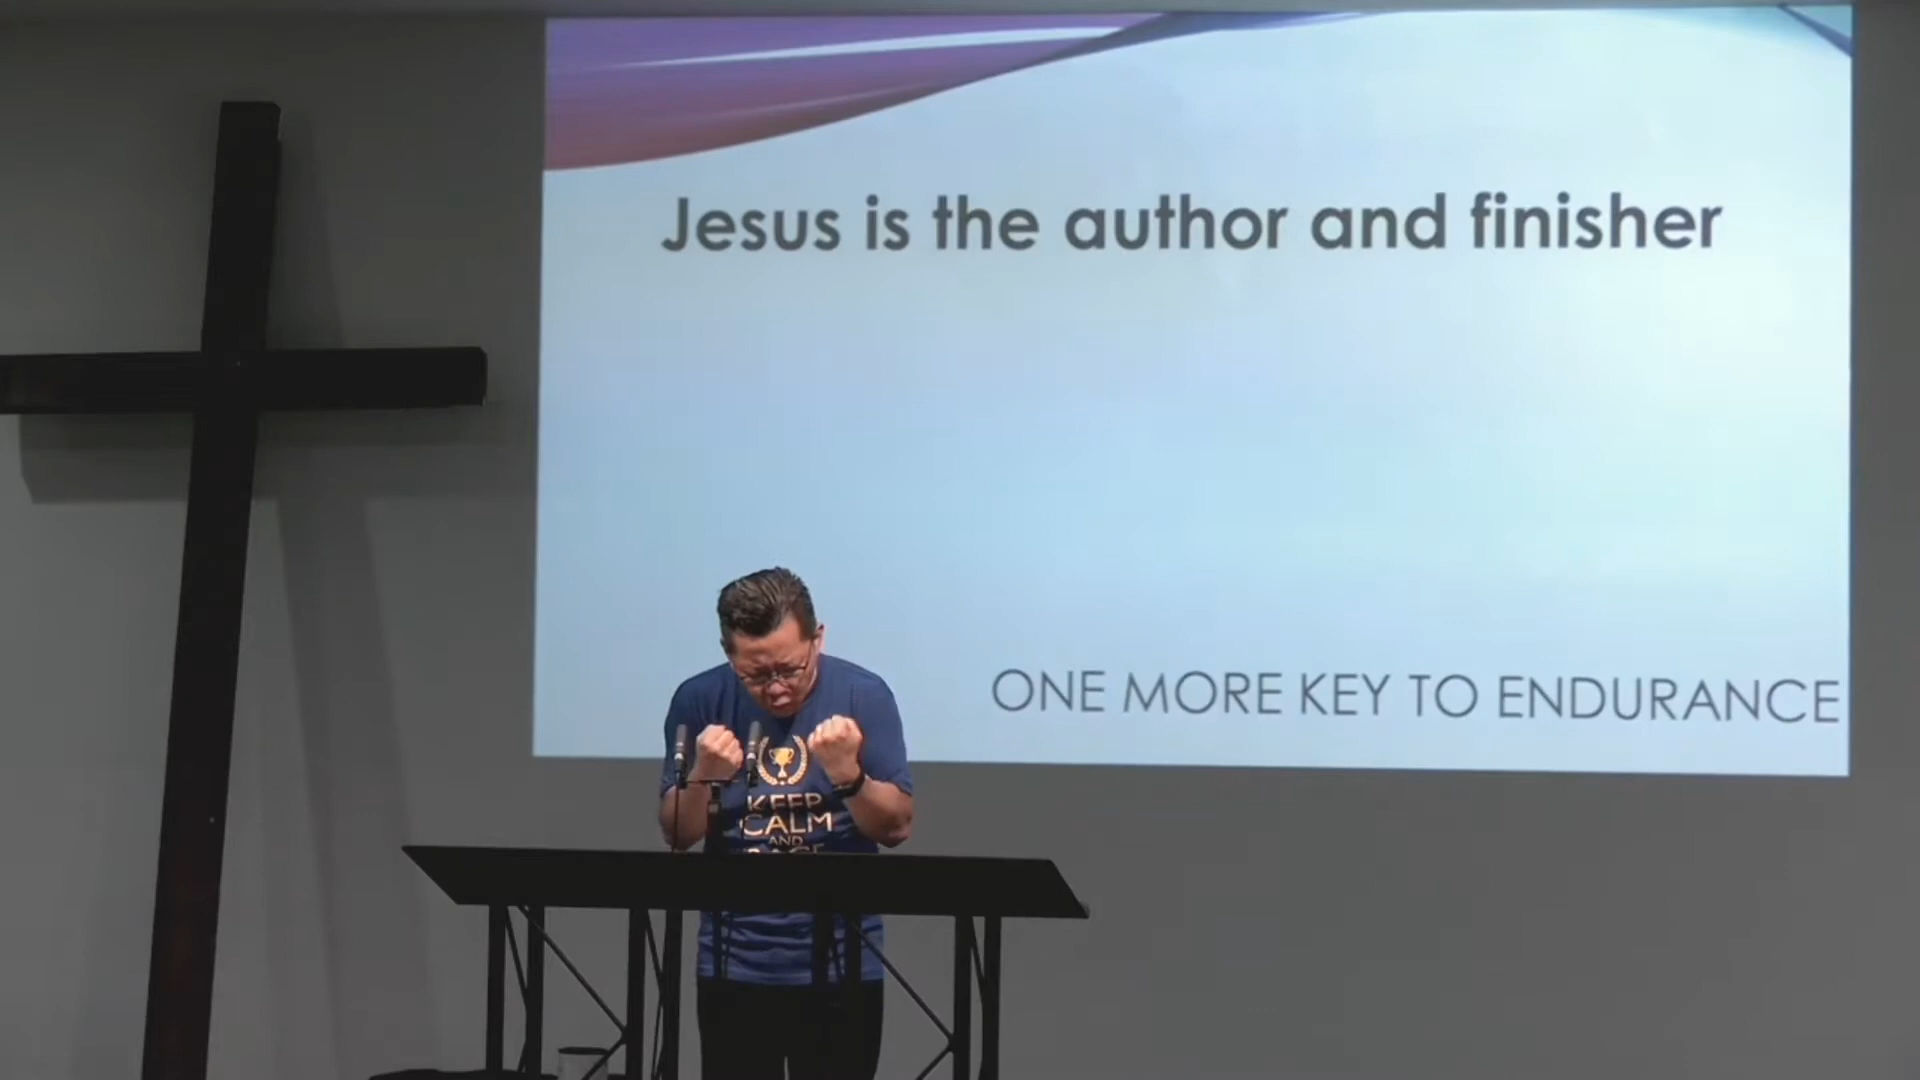 Jesus is the author and finisher
ONE MORE KEY TO ENDURANCE
KEEP
CALM
AND